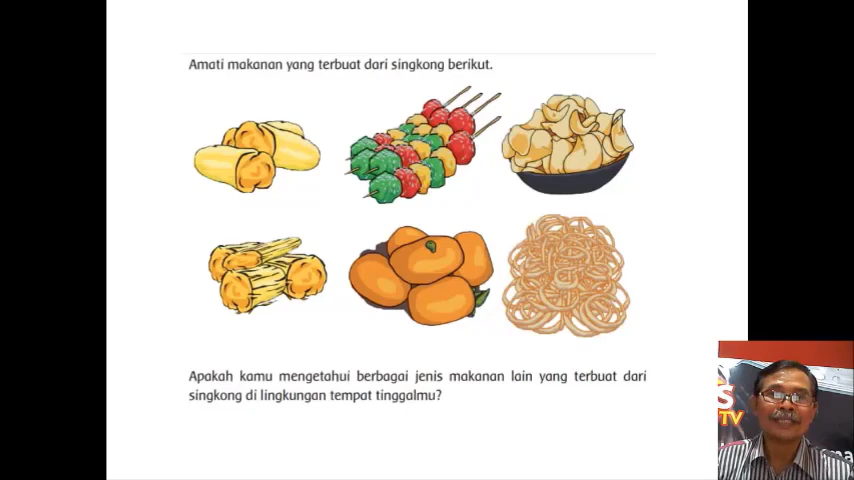 Amati makanan yang terbuat dari singkong berikut.
Apakah kamu mengetahui berbagai jenis makanan lain yang terbuat dari
singkong di lingkungan tempat tinggalmu?
TV